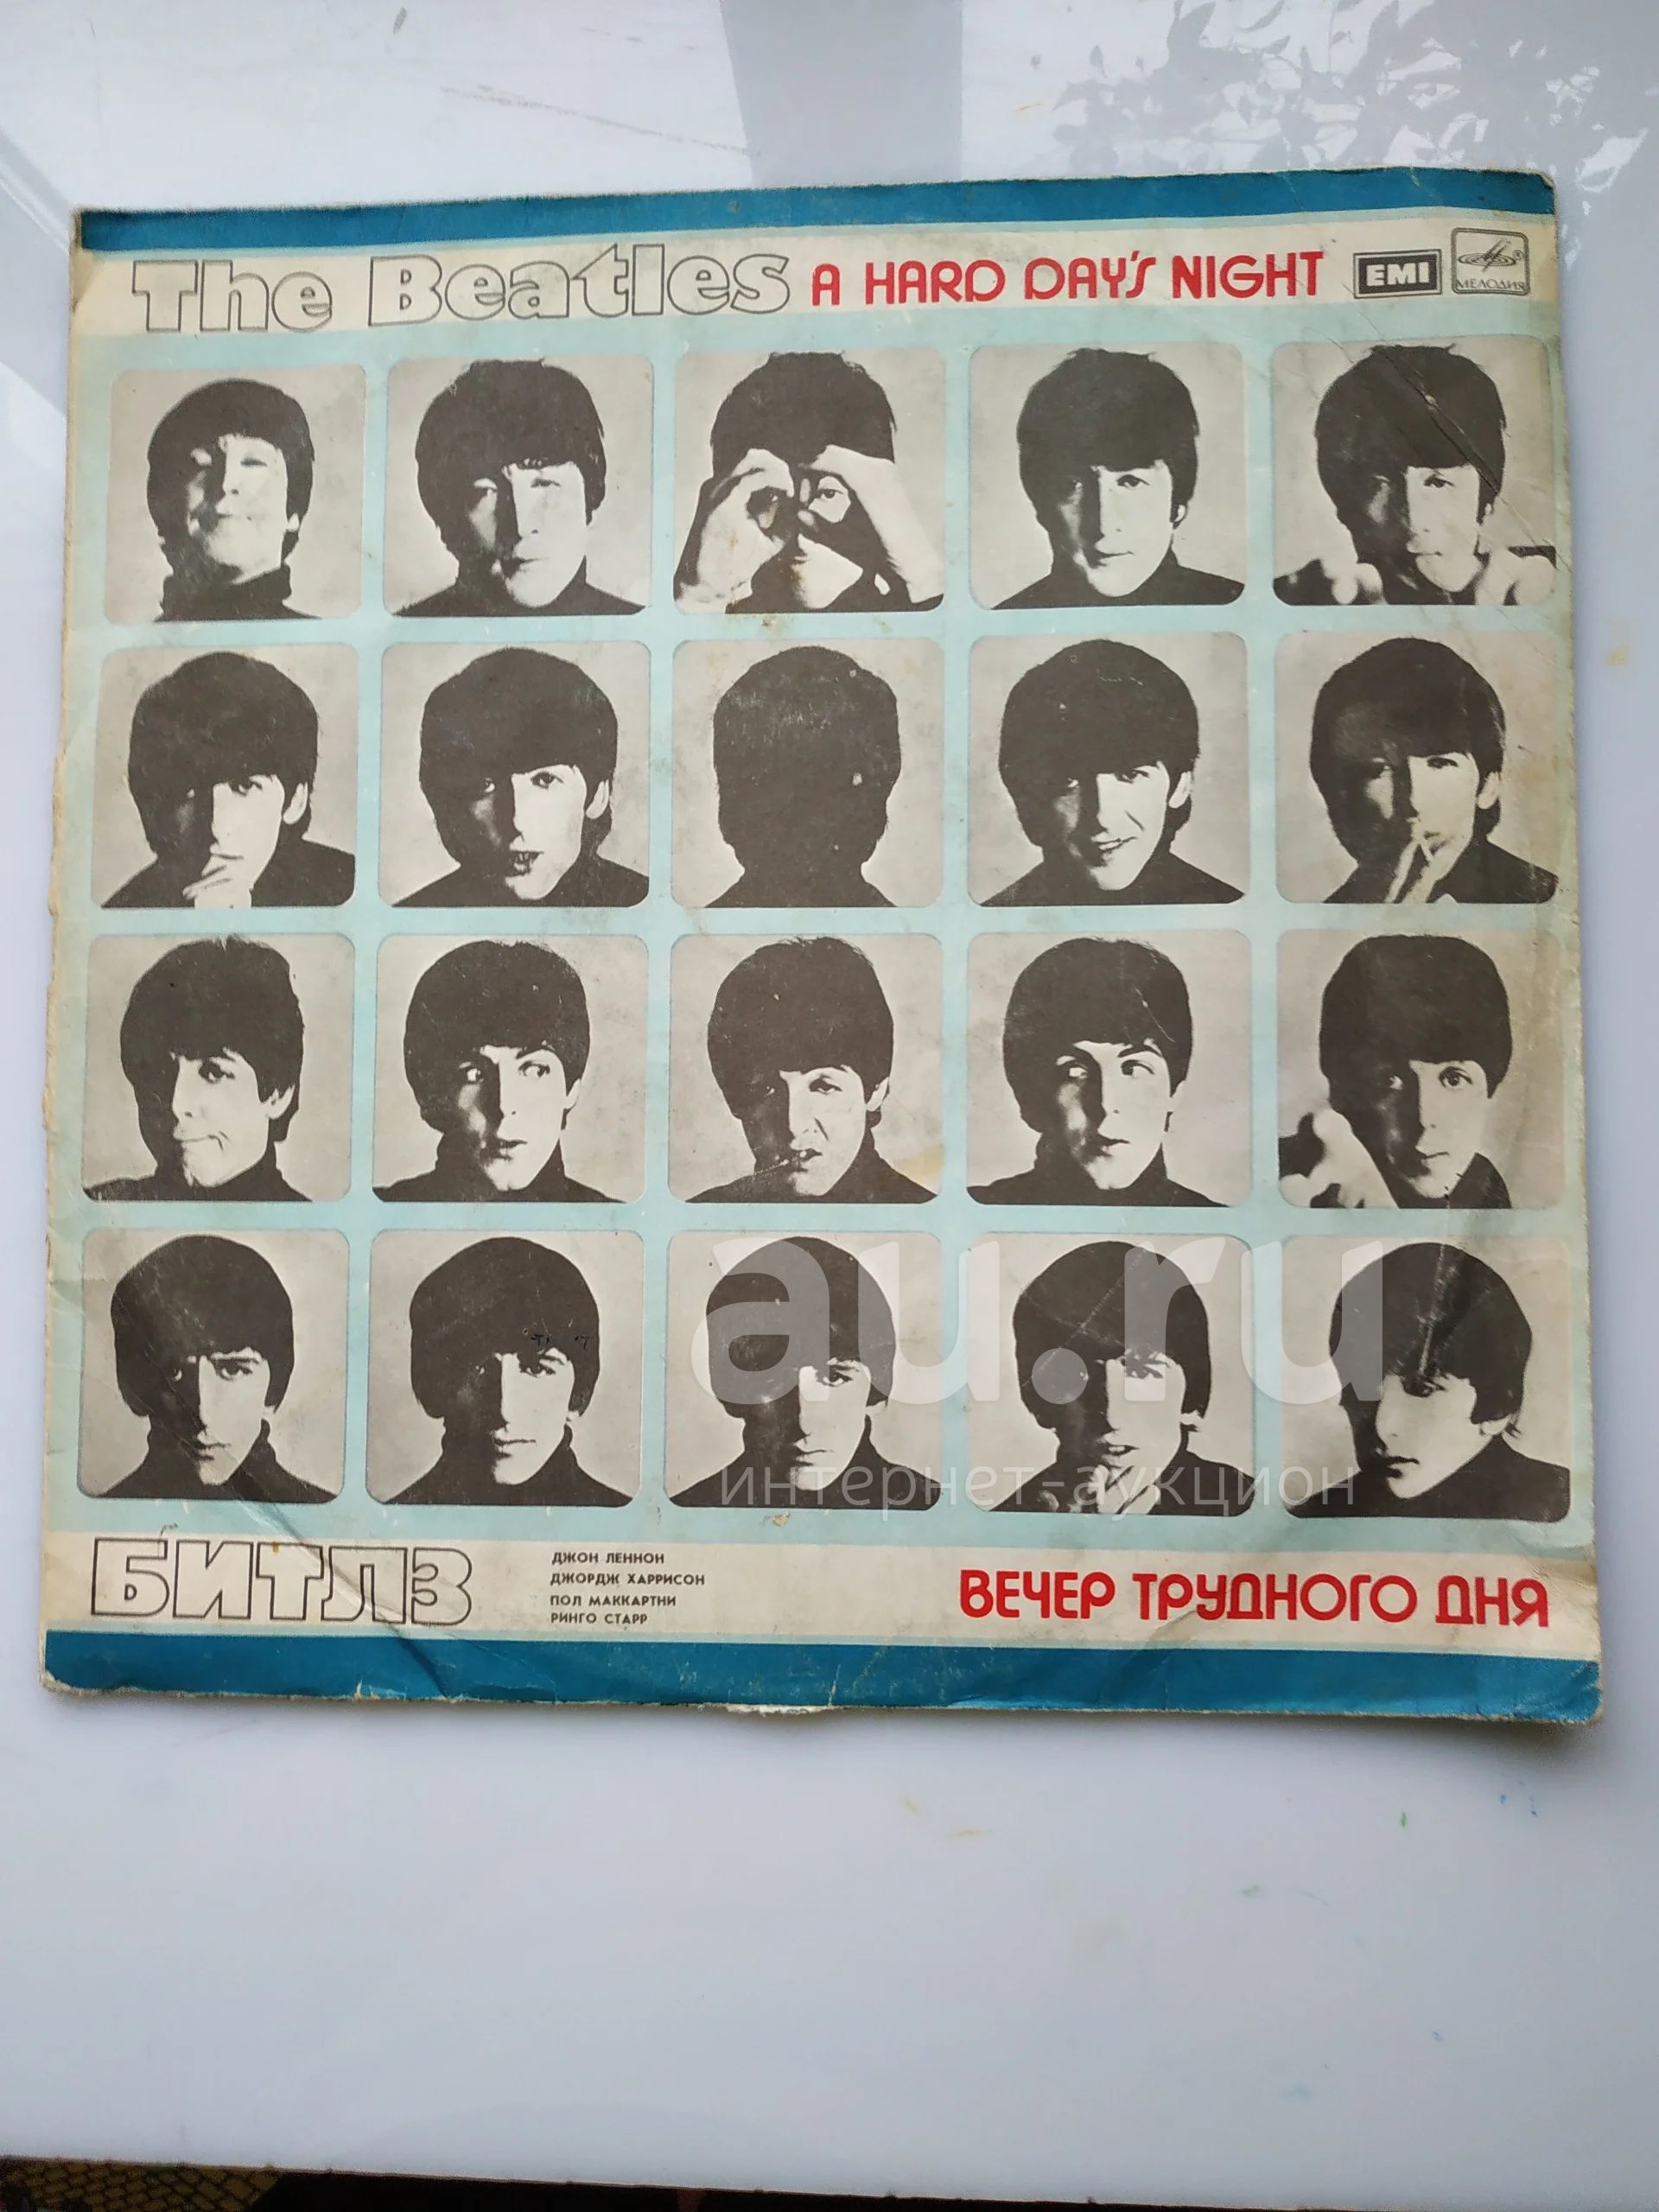 The Beatles A HARD DAY'S NIGHT EMI МЕЛОДИЯ
au.ru
интернет-аукцион
БИТЛЗ
ДЖОН ЛЕННОН
ДЖОРДЖ ХАРРИСОН
ПОЛ МАККАРТНИ
РИНГО СТАРР
ВЕЧЕР ТРУДНОГО ДНЯ